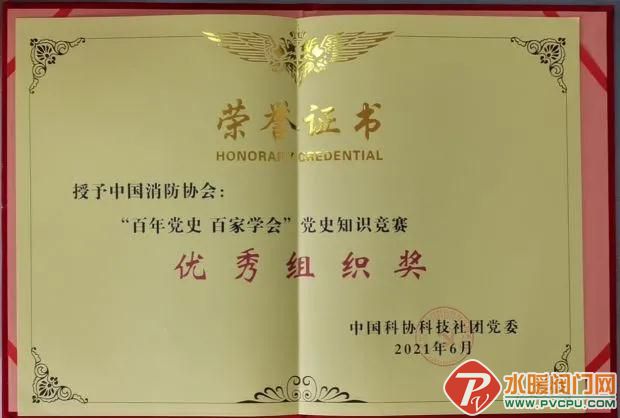 荣誉证书
HONORARY CREDENTIAL
授予中国消防协会：
“百年党史 百家学会”党史知识竞赛
优秀组织奖
中国科协科技社团党委
2021年6月
水暖阀门网
WWW.PVCPU.COM